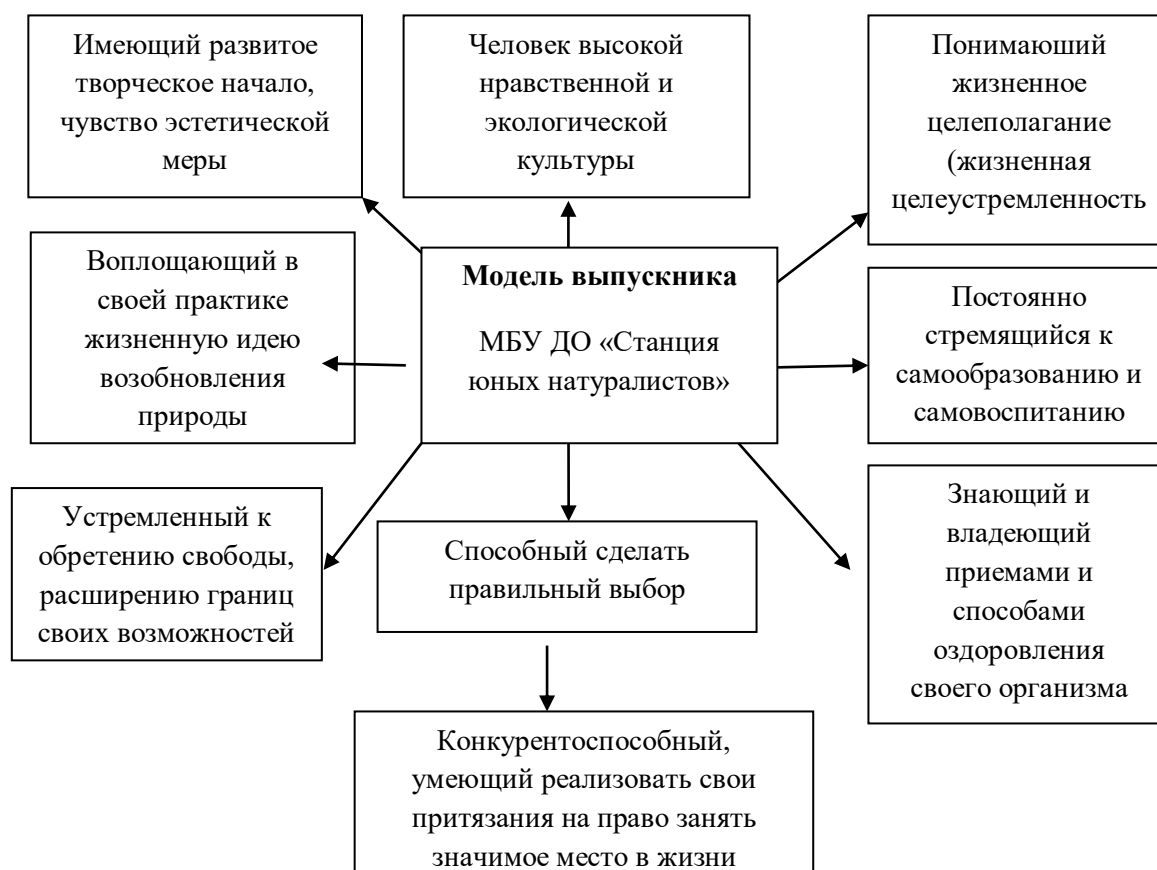 Имеющий развитое
творческое начало,
чувство эстетической
меры
Человек высокой
нравственной и
экологической
культуры
Понимаюший
жизненное
целеполагание
(жизненная
целеустремленность
Воплощающий в
своей практике
жизненную идею
возобновления
природы
Модель выпускника
МБУ ДО «Станция
юных натуралистов»
Постоянно
стремящийся к
самообразованию и
самовоспитанию
Устремленный к
обретению свободы,
расширению границ
своих возможностей
Способный сделать
правильный выбор
Знающий и
владеющий
приемами и
способами
оздоровления
своего организма
Конкурентоспособный,
умеющий реализовать свои
притязания на право занять
значимое место в жизни